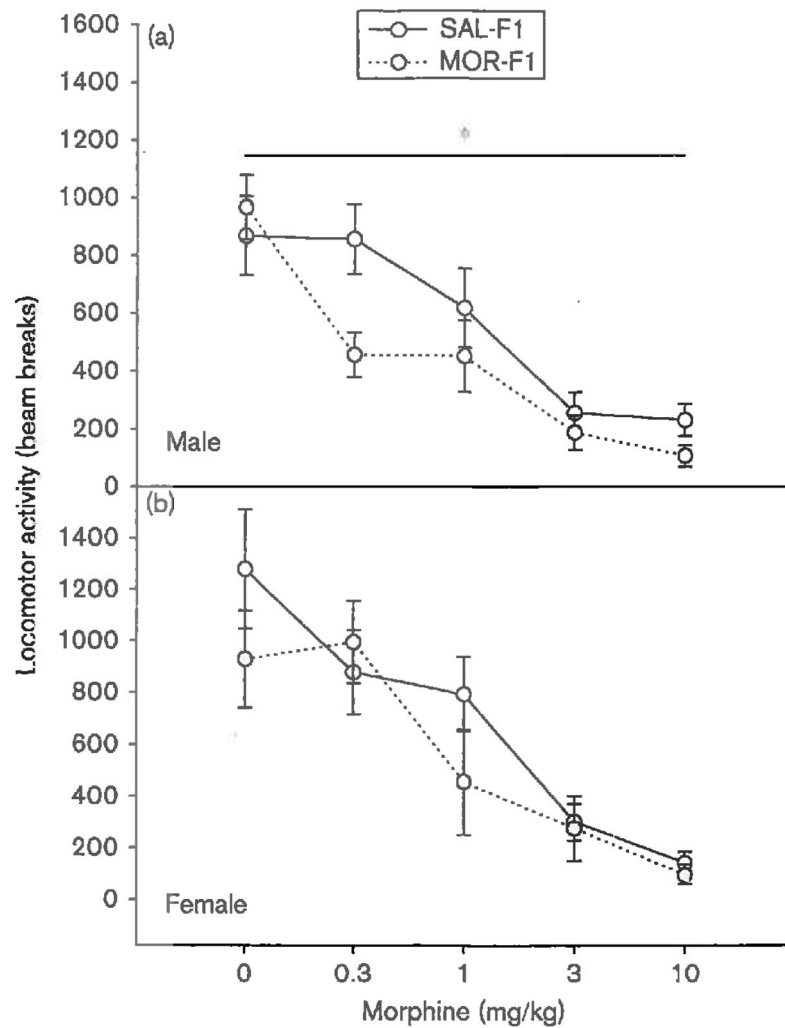 (a)
SAL-F1
MOR-F1
1600
1400
1200
1000
800
600
400
200
0
Male
*
Locomotor activity (beam breaks)
(b)
1400
1200
1000
800
600
400
200
0
Female
0 0.3 1 3 10
Morphine (mg/kg)